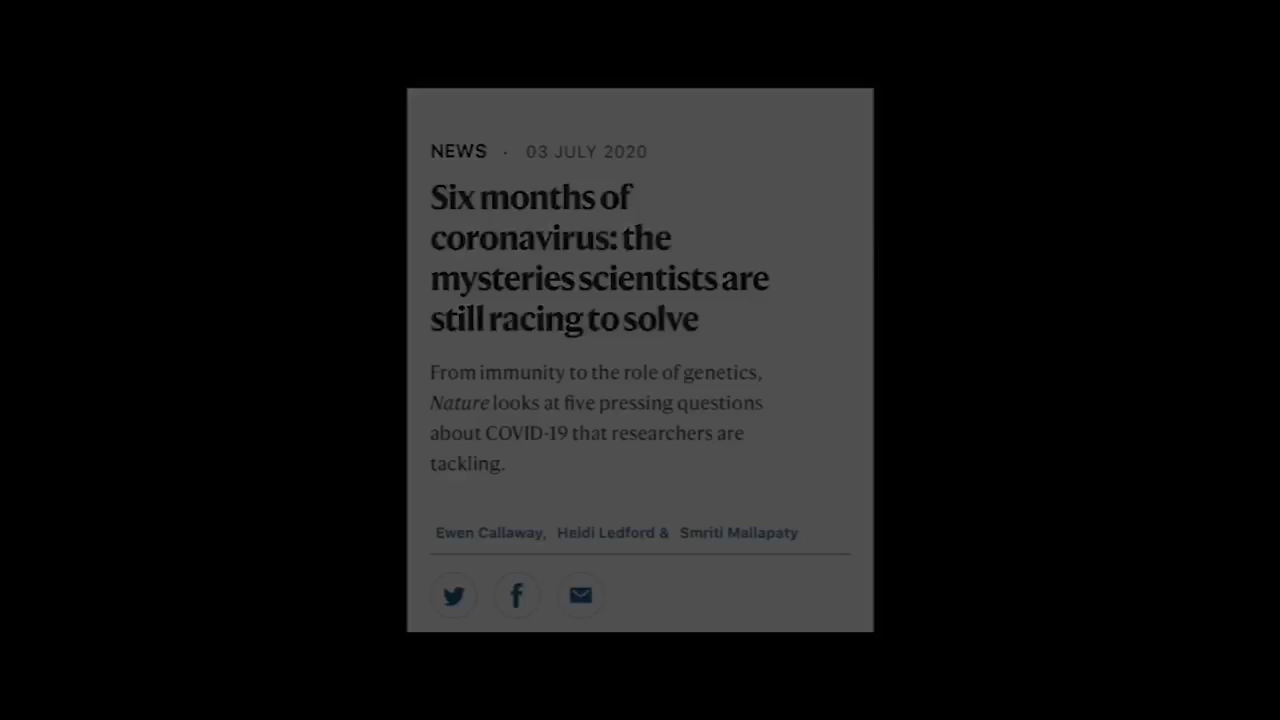 NEWS · 03 JULY 2020
Six months of
coronavirus: the
mysteries scientists are
still racing to solve
From immunity to the role of genetics,
Nature looks at five pressing questions
about COVID-19 that researchers are
tackling.
Ewen Callaway, Heidi Ledford & Smriti Mallapaty